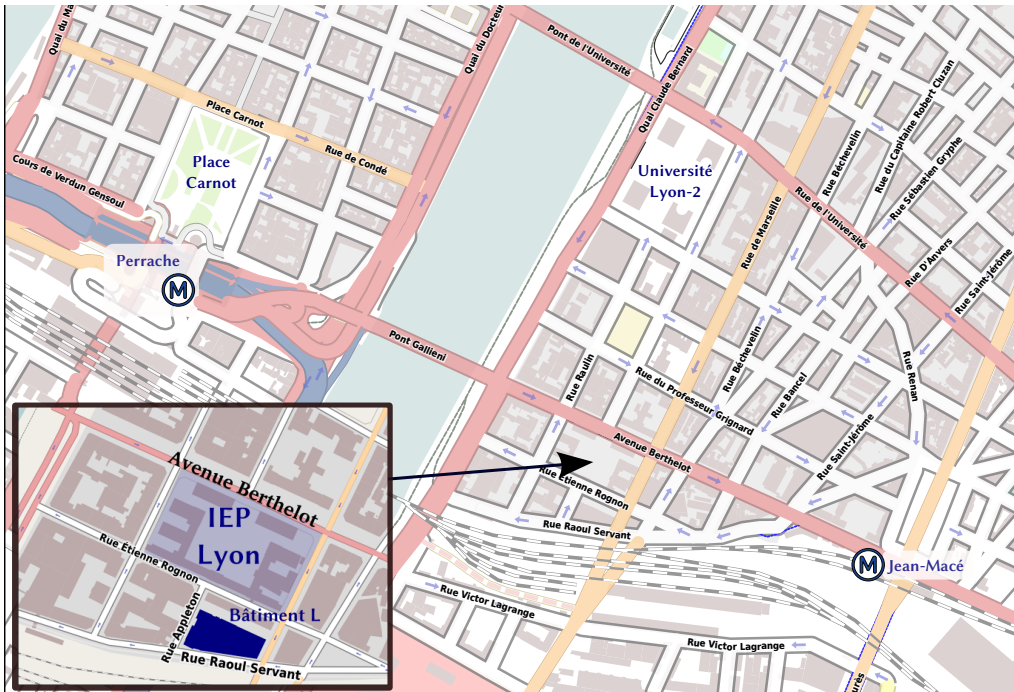 Quai du Ma
Quai du Docteur
Pont de l'Université
Quai Claude Bernard
Place Carnot
Rue de Condé
Place
Carnot
Cours de Verdun Gensoul
Perrache
M
Université
Lyon-2
Rue de Marseille
Rue Béchevelin
Rue du Capitaine Robert Cluzan
Rue Sébastien Gryphe
Rue de l'Université
Rue D'Anvers
Rue Saint-Jérôme
Pont Gallieni
Rue Raulin
Rue Béchevelin
Rue du Professeur Grignard
Rue Bancel
Rue Renan
Rue Saint-Jérôme
Avenue Berthelot
Rue Étienne Rognon
Rue Raoul Servant
M
Jean-Macé
Rue Victor Lagrange
Rue Victor Lagrange
urès
Avenue Berthelot
IEP
Lyon
Rue Étienne Rognon
Rue Appleton
Bâtiment L
Rue Raoul Servant